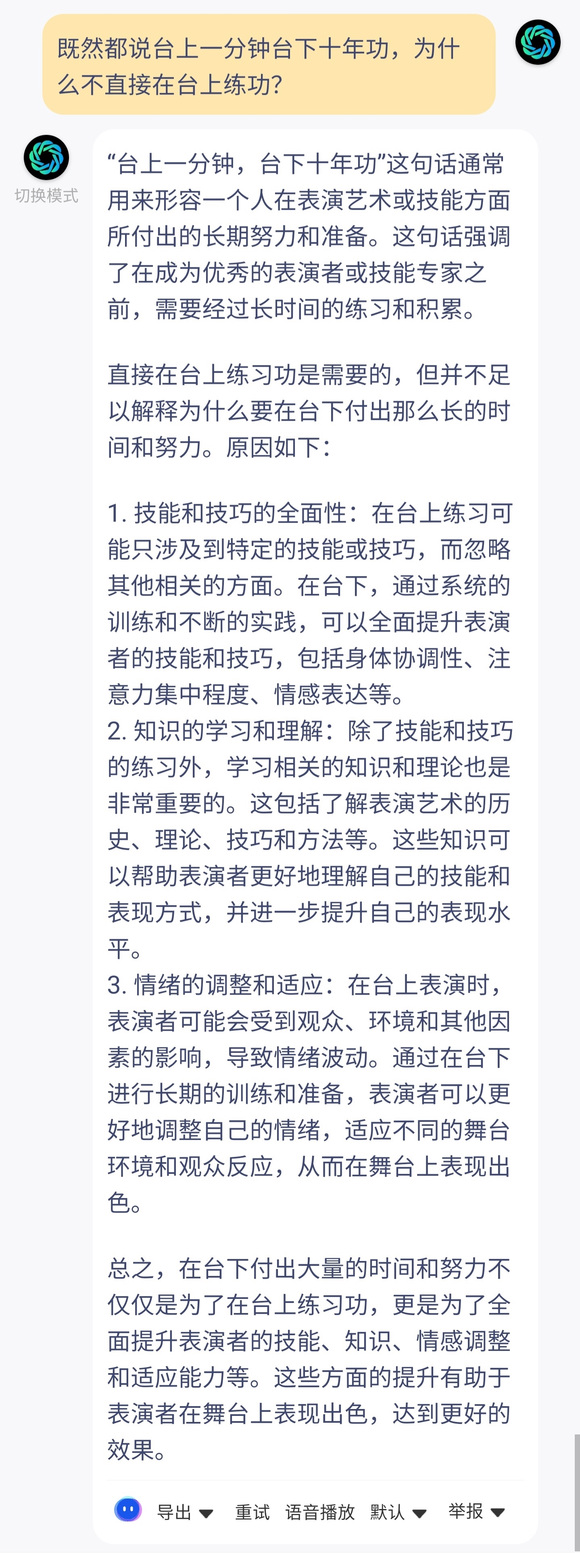 既然都说台上一分钟台下十年功，为什
么不直接在台上练功？
切换模式
“台上一分钟，台下十年功”这句话通常
用来形容一个人在表演艺术或技能方面
所付出的长期努力和准备。这句话强调
了在成为优秀的表演者或技能专家之
前，需要经过长时间的练习和积累。
直接在台上练习功是需要的，但并不足
以解释为什么要在台下付出那么长的时
间和努力。原因如下：
1. 技能和技巧的全面性：在台上练习可
能只涉及到特定的技能或技巧，而忽略
其他相关的方面。在台下，通过系统的
训练和不断的实践，可以全面提升表演
者的技能和技巧，包括身体协调性、注
意力集中程度、情感表达等。
2. 知识的学习和理解：除了技能和技巧
的练习外，学习相关的知识和理论也是
非常重要的。这包括了解表演艺术的历
史、理论、技巧和方法等。这些知识可
以帮助表演者更好地理解自己的技能和
表现方式，并进一步提升自己的表现水
平。
3. 情绪的调整和适应：在台上表演时，
表演者可能会受到观众、环境和其他因
素的影响，导致情绪波动。通过在台下
进行长期的训练和准备，表演者可以更
好地调整自己的情绪，适应不同的舞台
环境和观众反应，从而在舞台上表现出
色。
总之，在台下付出大量的时间和努力不
仅仅是为了在台上练习功，更是为了全
面提升表演者的技能、知识、情感调整
和适应能力等。这些方面的提升有助于
表演者在舞台上表现出色，达到更好的
效果。
导出 重试 语音播放 默认 举报